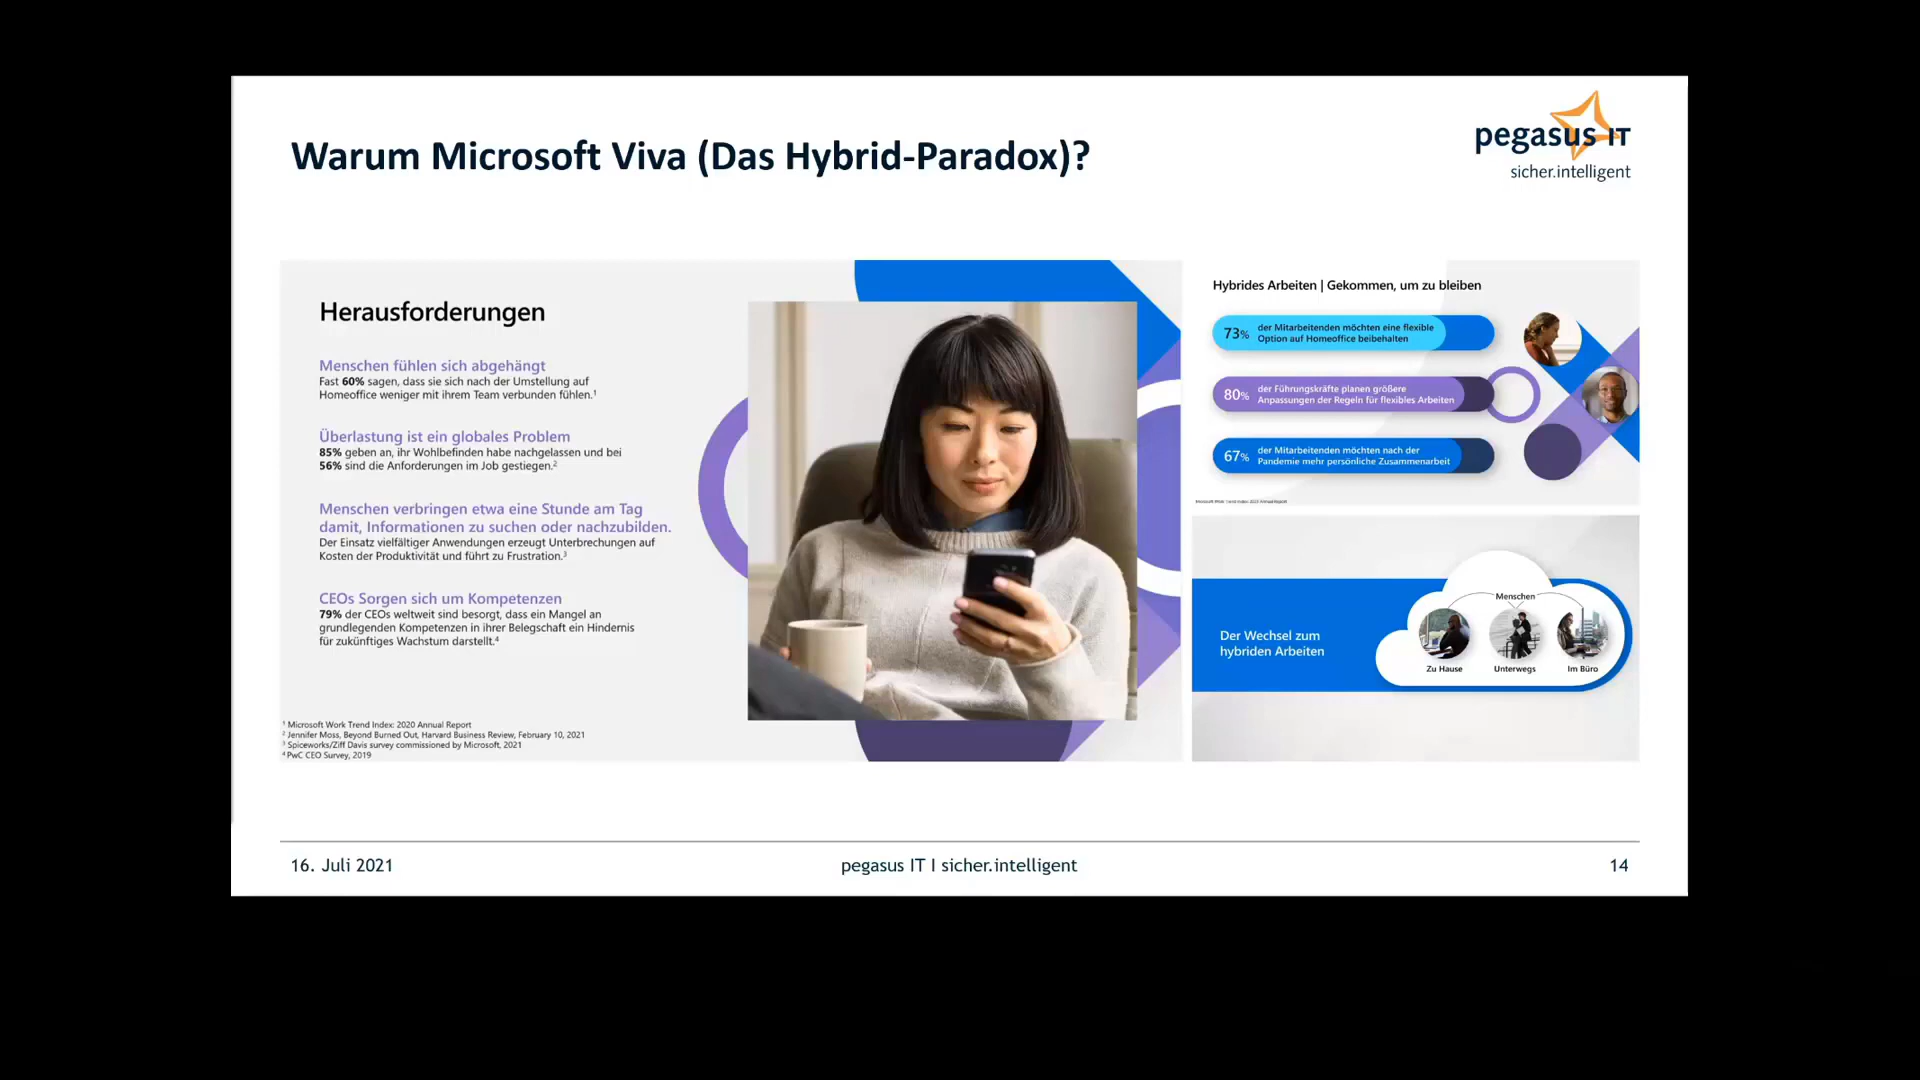 Warum Microsoft Viva (Das Hybrid-Paradox)?
pegasus IT
sicher.intelligent
Herausforderungen
Menschen fühlen sich abgehängt
Fast 60% sagen, dass sie sich nach der Umstellung auf
Homeoffice weniger mit ihrem Team verbunden fühlen.¹
Überlastung ist ein globales Problem
85% geben an, ihr Wohlbefinden habe nachgelassen und bei
56% sind die Anforderungen im Job gestiegen.²
Menschen verbringen etwa eine Stunde am Tag
damit, Informationen zu suchen oder nachzubilden.
Der Einsatz vielfältiger Anwendungen erzeugt Unterbrechungen auf
Kosten der Produktivität und führt zu Frustration.³
CEOs Sorgen sich um Kompetenzen
79% der CEOs weltweit sind besorgt, dass ein Mangel an
grundlegenden Kompetenzen in ihrer Belegschaft ein Hindernis
für zukünftiges Wachstum darstellt.⁴
¹ Microsoft Work Trend Index: 2020 Annual Report
² Jennifer Moss, Beyond Burned Out, Harvard Business Review, February 10, 2021
³ Spiceworks/Ziff Davis survey commissioned by Microsoft, 2021
⁴ PwC CEO Survey, 2019
Hybrides Arbeiten | Gekommen, um zu bleiben
73% der Mitarbeitenden möchten eine flexible
Option auf Homeoffice beibehalten
80% der Führungskräfte planen größere
Anpassungen der Regeln für flexibles Arbeiten
67% der Mitarbeitenden möchten nach der
Pandemie mehr persönliche Zusammenarbeit
Der Wechsel zum
hybriden Arbeiten
Menschen
Zu Hause
Unterwegs
Im Büro
16. Juli 2021
pegasus IT I sicher.intelligent
14